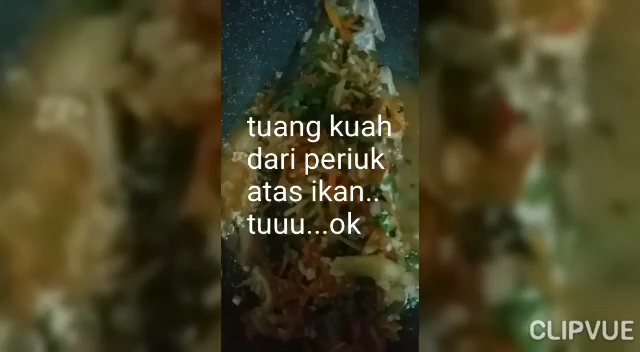 tuang kuah
dari periuk
atas ikan..
tuuu...ok
CLIPVUE